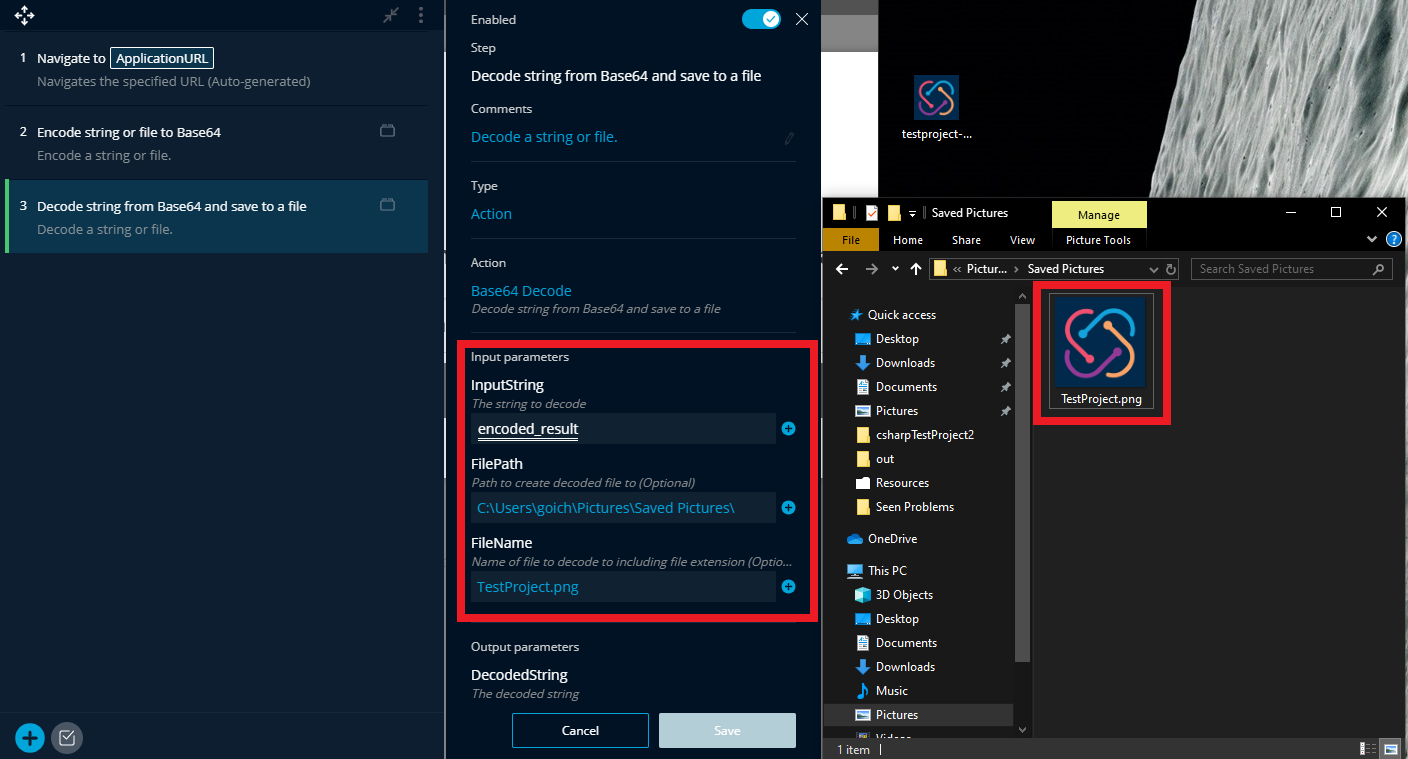 1 Navigate to ApplicationURL
Navigates the specified URL (Auto-generated)
2 Encode string or file to Base64
Encode a string or file.
3 Decode string from Base64 and save to a file
Decode a string or file.
Enabled
Step
Decode string from Base64 and save to a file
Comments
Decode a string or file.
Type
Action
Action
Base64 Decode
Decode string from Base64 and save to a file
Input parameters
InputString
The string to decode
encoded_result
FilePath
Path to create decoded file to (Optional)
C:\Users\goich\Pictures\Saved Pictures\
FileName
Name of file to decode to including file extension (Optio...
TestProject.png
Output parameters
DecodedString
The decoded string
Cancel Save
testproject-...
Saved Pictures Manage
File Home Share View Picture Tools
« Pictur... › Saved Pictures Search Saved Pictures
Quick access
Desktop
Downloads
Documents
Pictures
csharpTestProject2
out
Resources
Seen Problems
OneDrive
This PC
3D Objects
Desktop
Documents
Downloads
Music
Pictures
Videos
TestProject.png
1 item